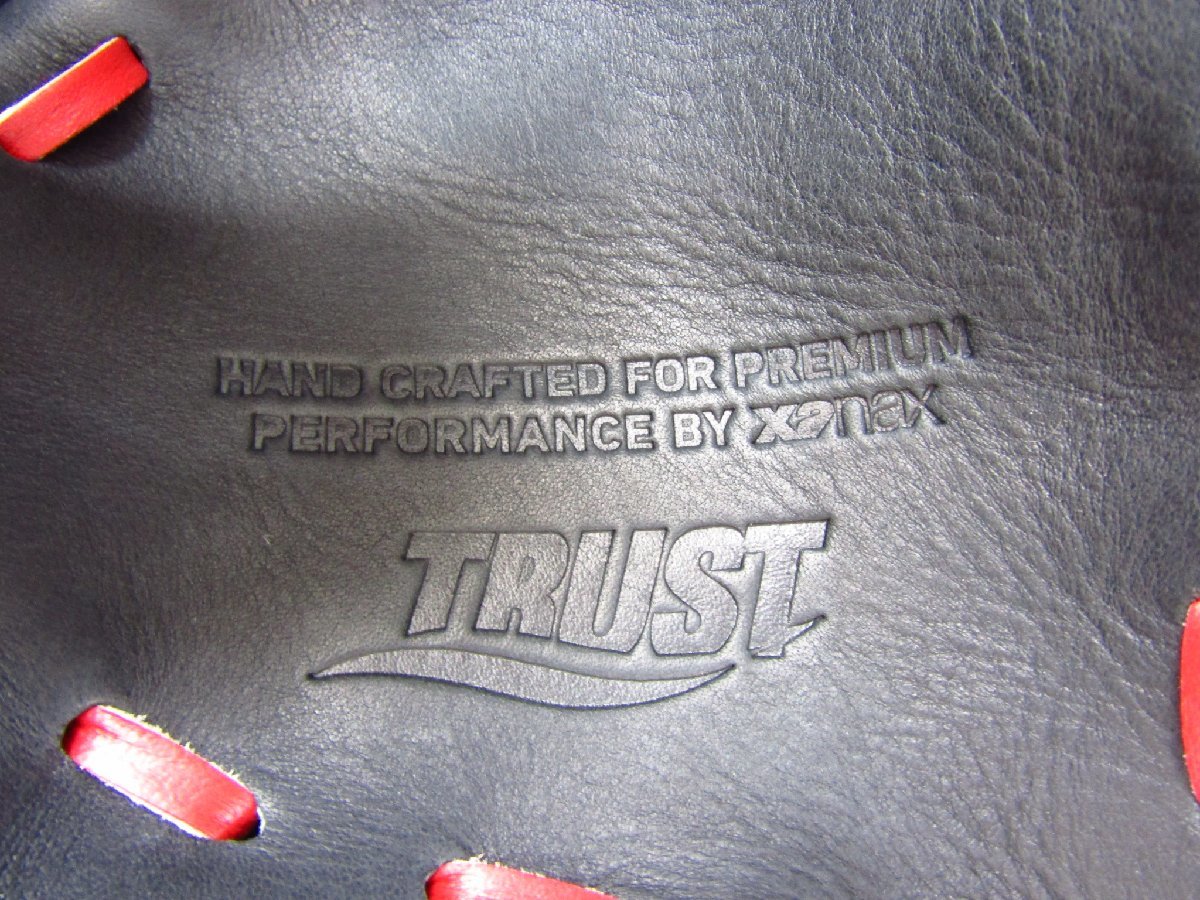 HAND CRAFTED FOR PREMIUM
PERFORMANCE BY xanax
TRUST